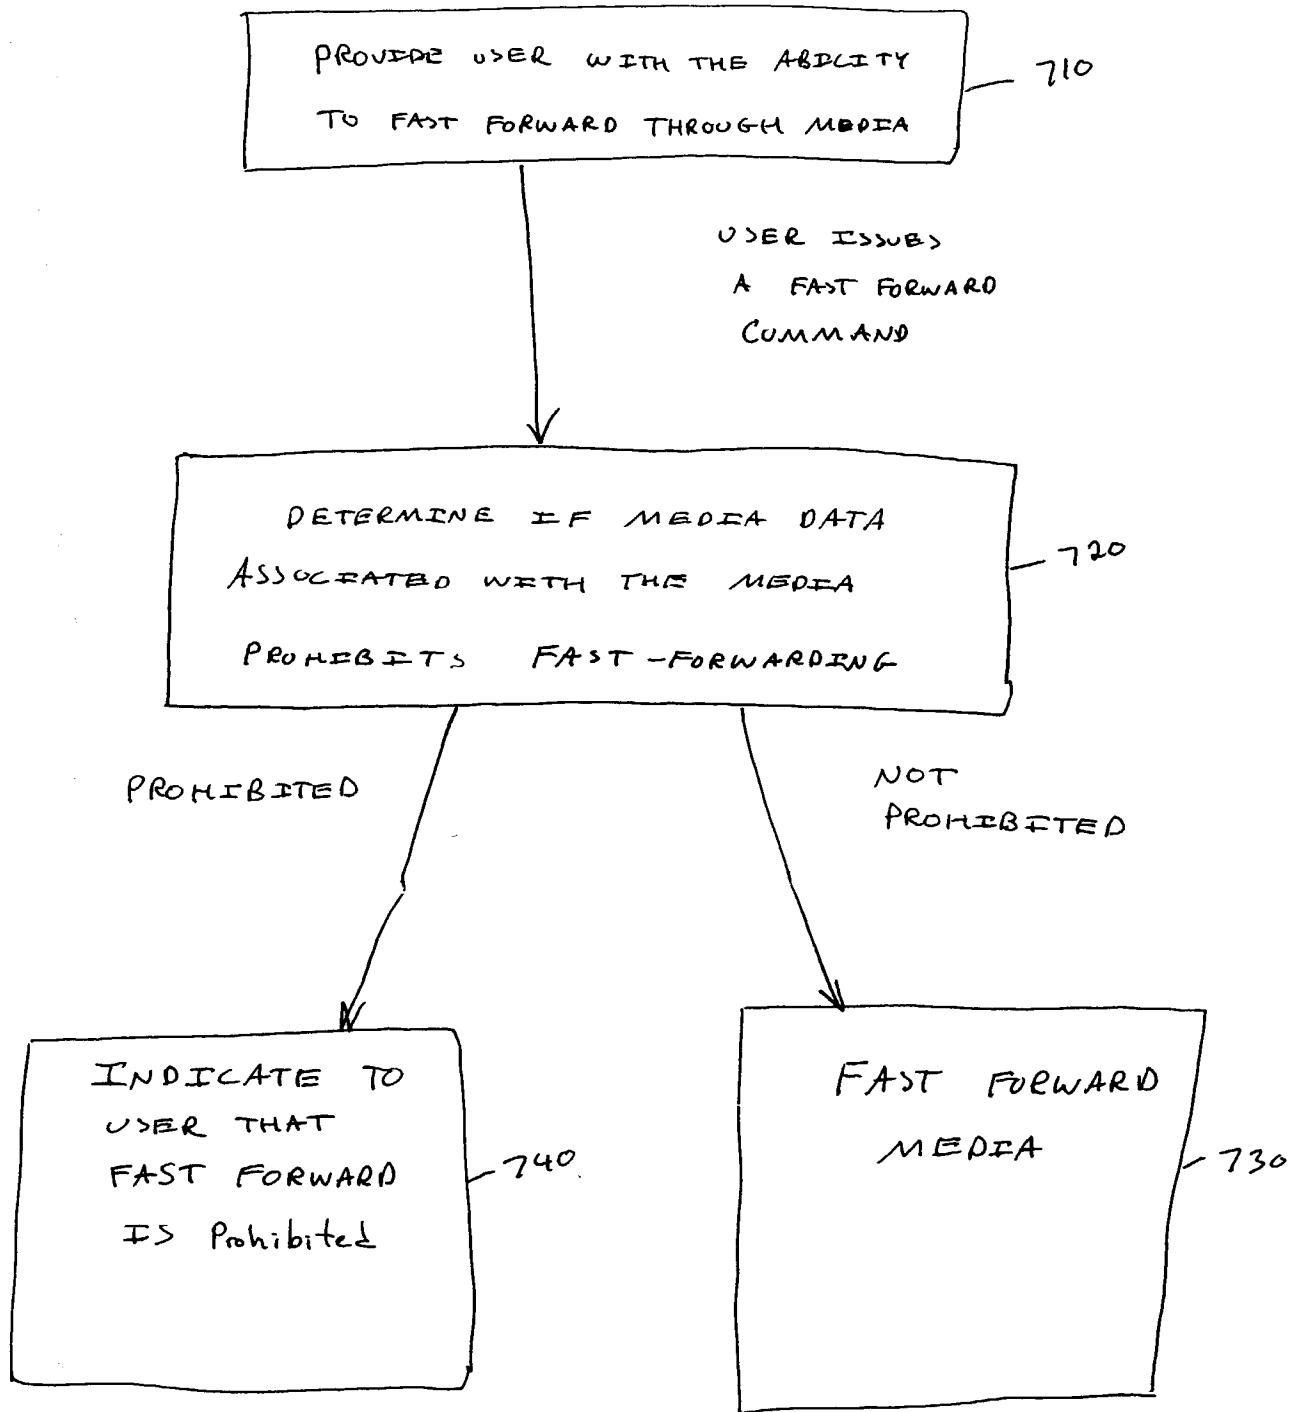 PROVIDE USER WITH THE ABILITY
TO FAST FORWARD THROUGH MEDIA
710
USER ISSUES
A FAST FORWARD
COMMAND
DETERMINE IF MEDIA DATA
ASSOCIATED WITH THE MEDIA
PROHIBITS FAST-FORWARDING
720
PROHIBITED
NOT
PROHIBITED
INDICATE TO
USER THAT
FAST FORWARD
IS Prohibited
740
FAST FORWARD
MEDIA
730